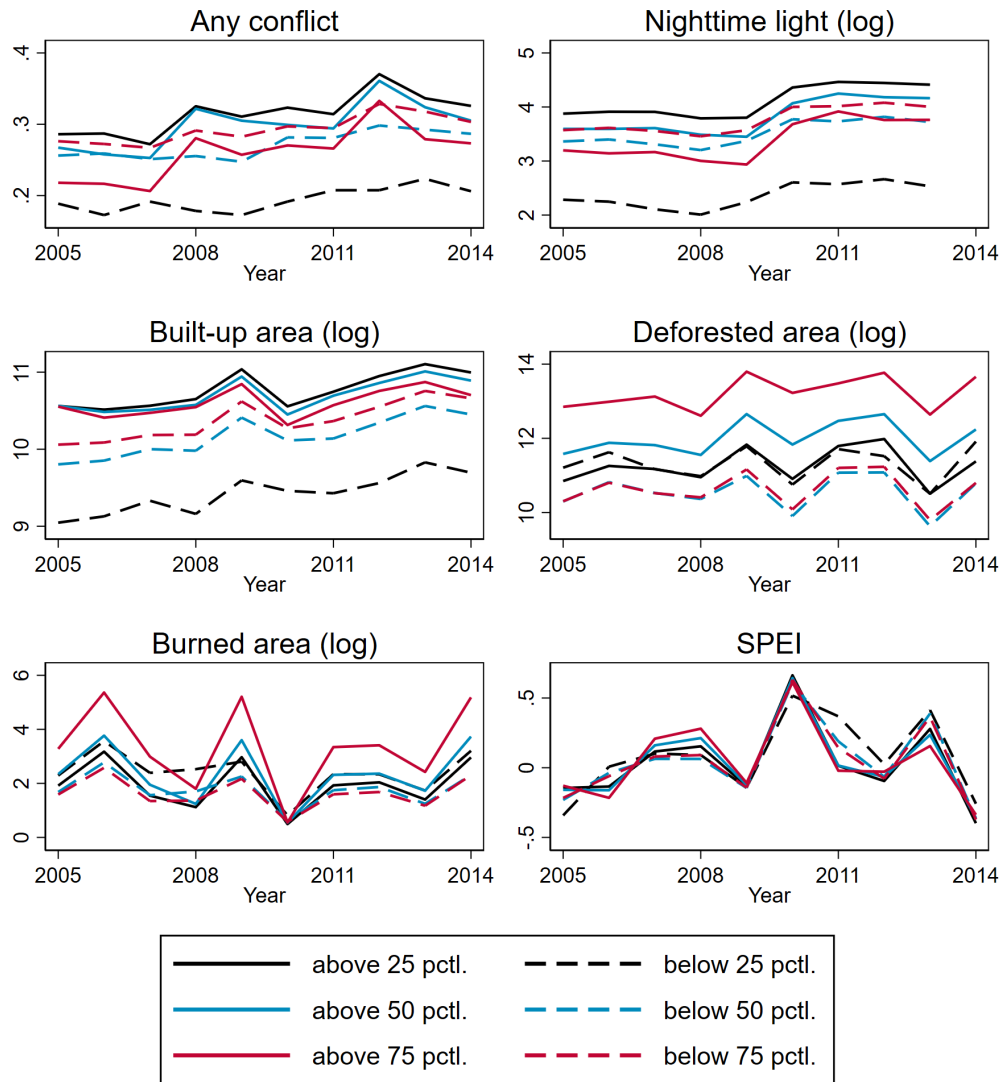 Any conflict
Nighttime light (log)
.4
.3
.2
2005 2008 2011 2014
Year
5
4
3
2
2005 2008 2011 2014
Year
Built-up area (log)
Deforested area (log)
11
10
9
2005 2008 2011 2014
Year
14
12
10
2005 2008 2011 2014
Year
Burned area (log)
SPEI
6
4
2
0
2005 2008 2011 2014
Year
.5
0
-.5
2005 2008 2011 2014
Year
above 25 pctl. below 25 pctl.
above 50 pctl. below 50 pctl.
above 75 pctl. below 75 pctl.